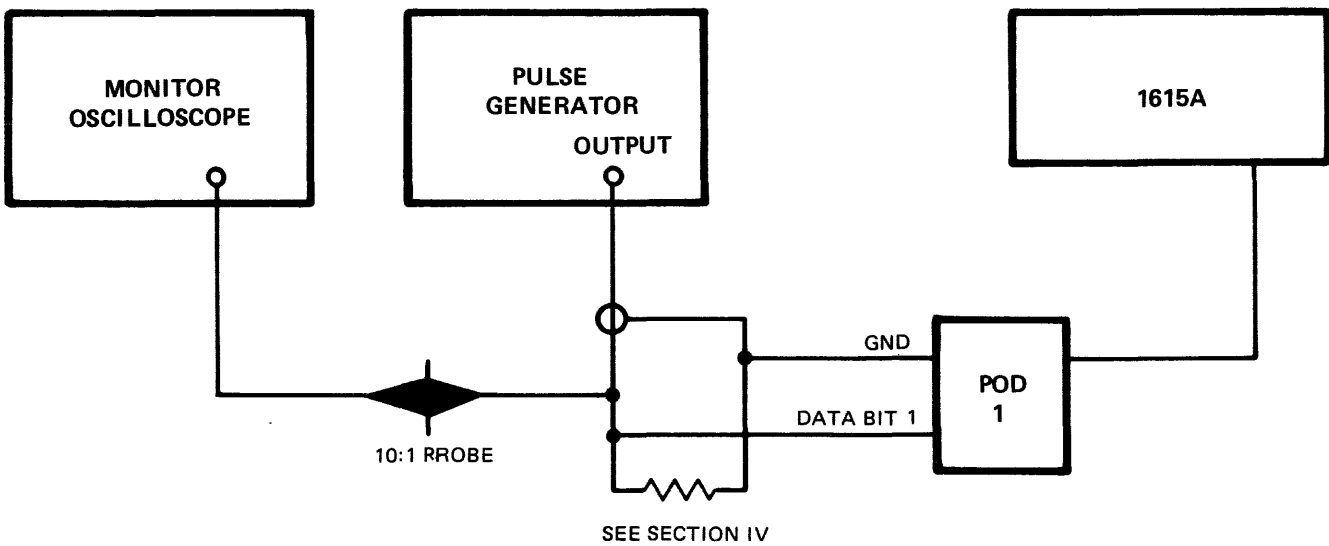 MONITOR
OSCILLOSCOPE
PULSE
GENERATOR
OUTPUT
1615A
GND
DATA BIT 1
POD
1
10:1 RROBE
SEE SECTION IV